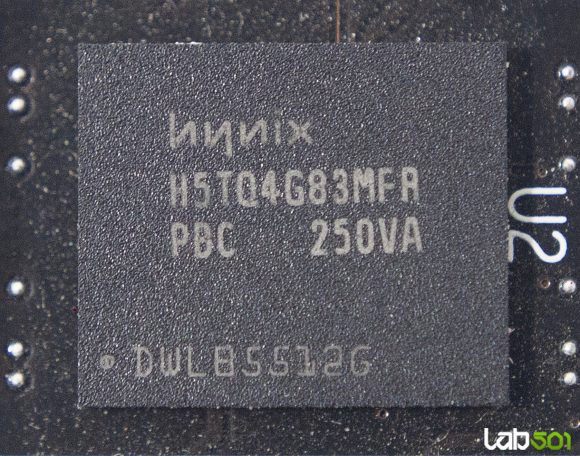 hynix
H5TQ4G83MFR
PBC 250VA
DWLB5512G
U2
Lab501